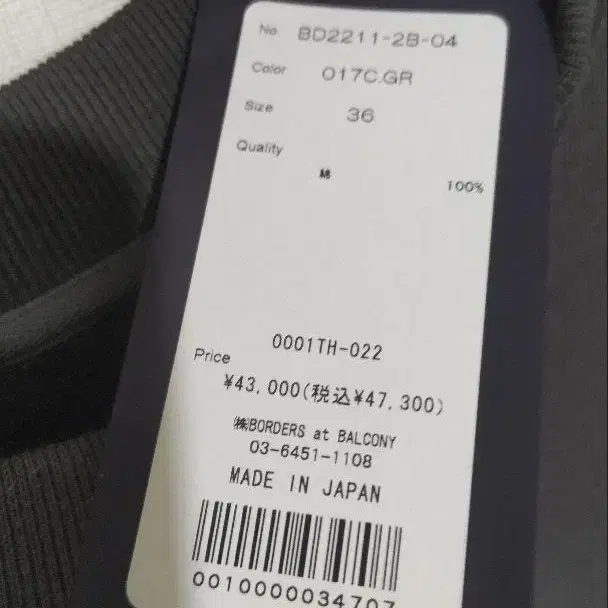 No. BD2211-2B-04
Color 017C.GR
Size 36
Quality
綿 100%
0001TH-022
Price
¥43,000(税込¥47,300)
㈱BORDERS at BALCONY
03-6451-1108
MADE IN JAPAN
0010000034707